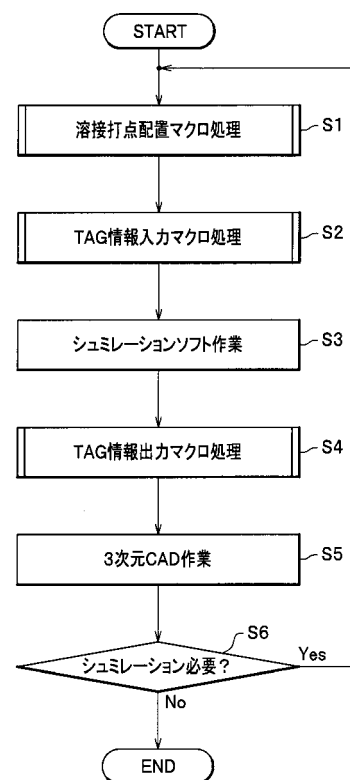 START
溶接打点配置マクロ処理
S1
TAG情報入力マクロ処理
S2
シュミレーションソフト作業
S3
TAG情報出力マクロ処理
S4
3次元CAD作業
S5
S6
シュミレーション必要?
Yes
No
END